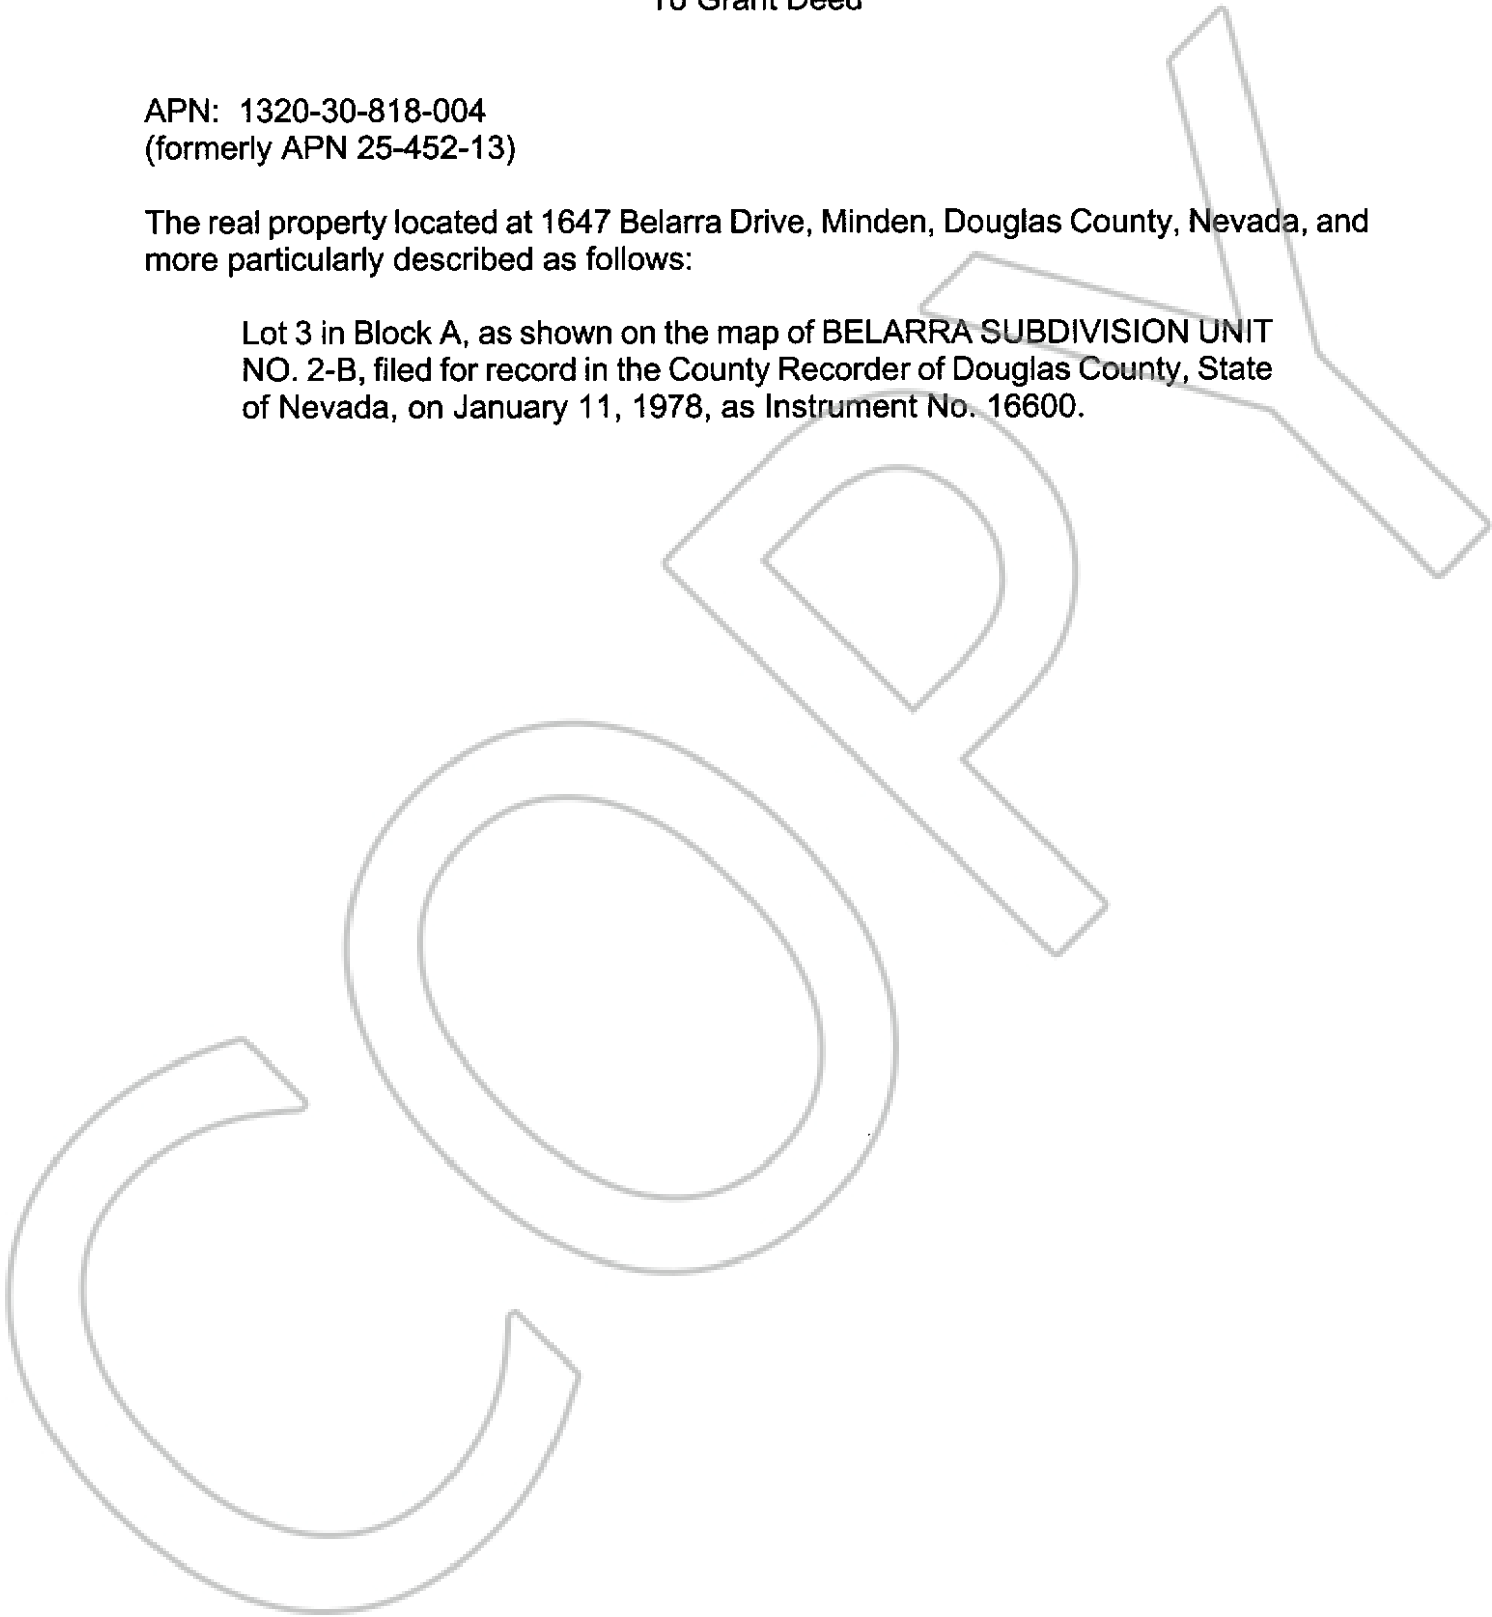 To Grant Deed
APN: 1320-30-818-004
(formerly APN 25-452-13)
The real property located at 1647 Belarra Drive, Minden, Douglas County, Nevada, and
more particularly described as follows:
Lot 3 in Block A, as shown on the map of BELARRA SUBDIVISION UNIT
NO. 2-B, filed for record in the County Recorder of Douglas County, State
of Nevada, on January 11, 1978, as Instrument No. 16600.
COPY